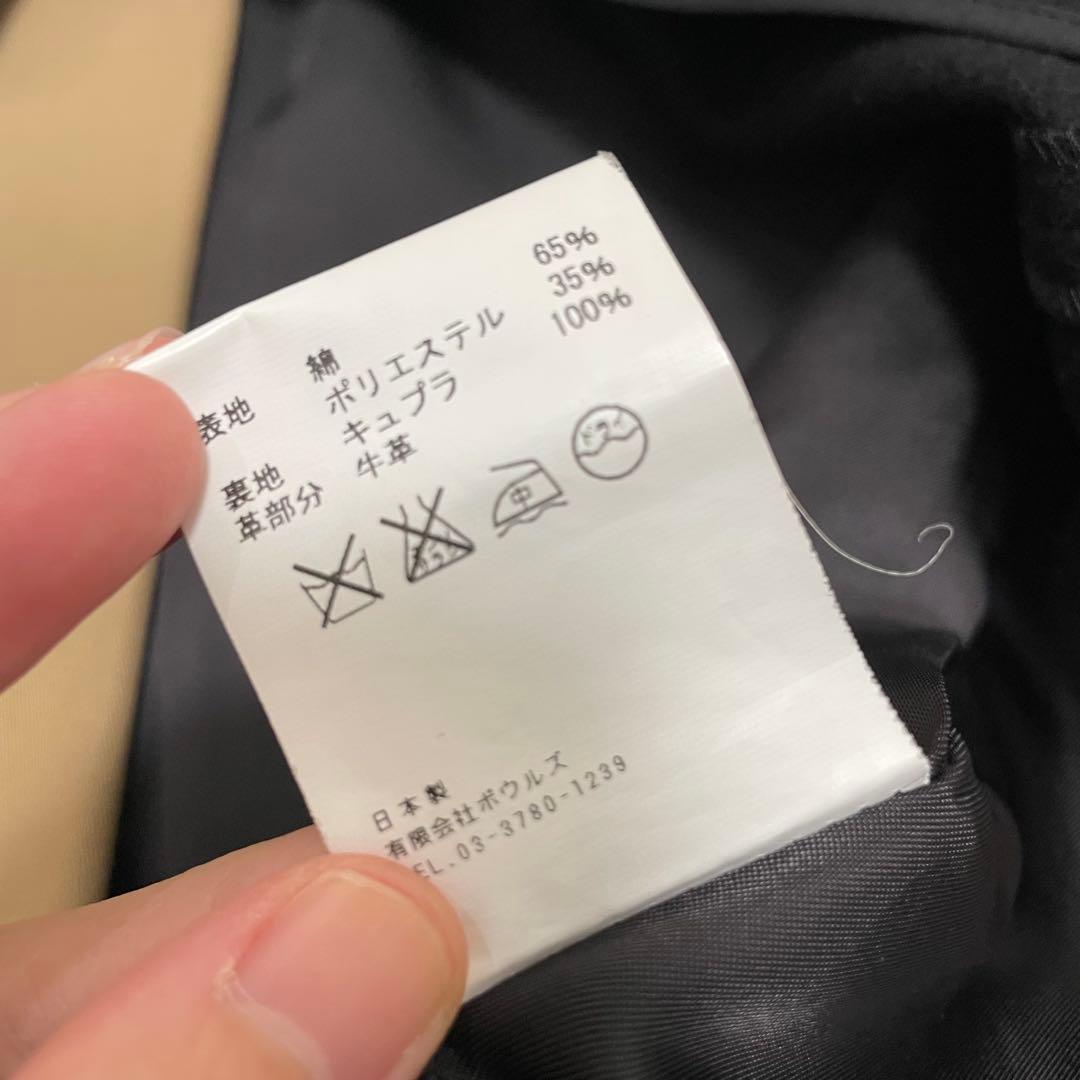 表地 綿 65%
ポリエステル 35%
裏地 キュプラ 100%
革部分 牛革
中
ドライ
日本製
有限会社ボウルズ
TEL.03-3780-1239